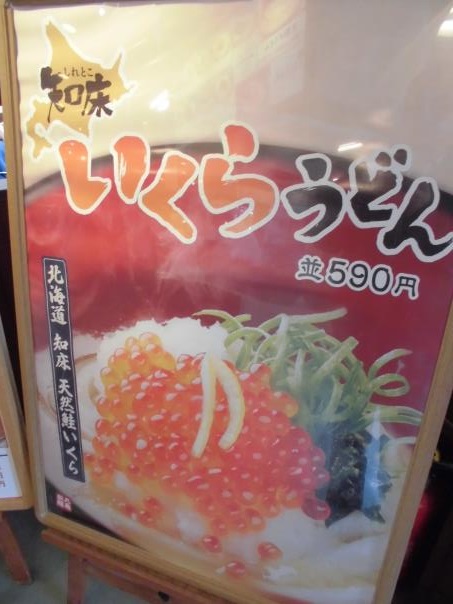 しれとこ
知床
いくらうどん
並590円
北海道 知床 天然鮭いくら